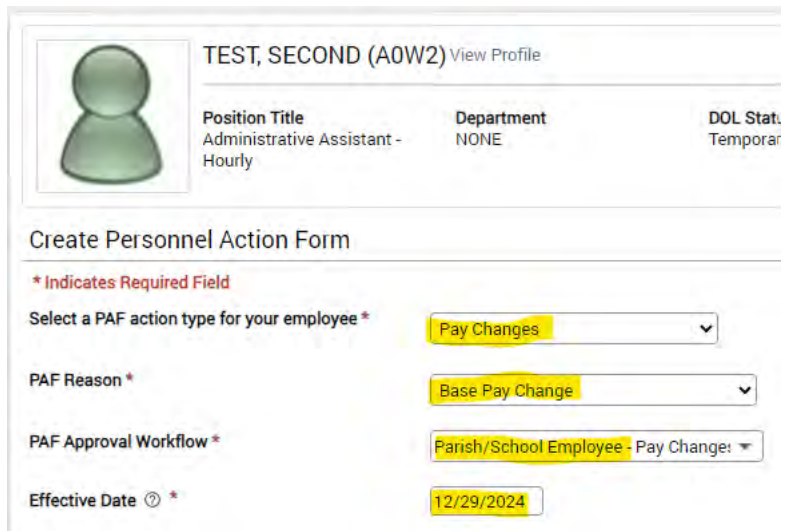 TEST, SECOND (A0W2) View Profile
Position Title Department
Administrative Assistant - NONE
Hourly
DOL
Create Personnel Action Form
* Indicates Required Field
Select a PAF action type for your employee * Pay Changes
PAF Reason * Base Pay Change
PAF Approval Workflow * Parish/School Employee - Pay
Effective Date ? * 12/29/2024